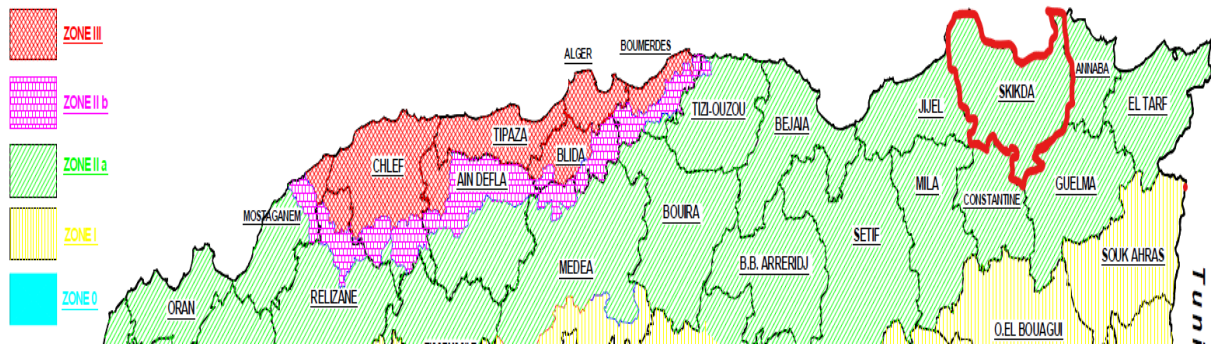 ZONE III
ZONE II b
ZONE II a
ZONE I
ZONE 0
ALGER
BOUMERDES
TIPAZA
BLIDA
CHLEF
AIN DEFLA
MOSTAGANEM
ORAN
RELIZANE
MEDEA
BOUIRA
TIZI-OUZOU
BEJAIA
B.B. ARRERIDJ
SETIF
JIJEL
MILA
SKIKDA
CONSTANTINE
ANNABA
EL TARF
GUELMA
SOUK AHRAS
O.EL BOUAGUI